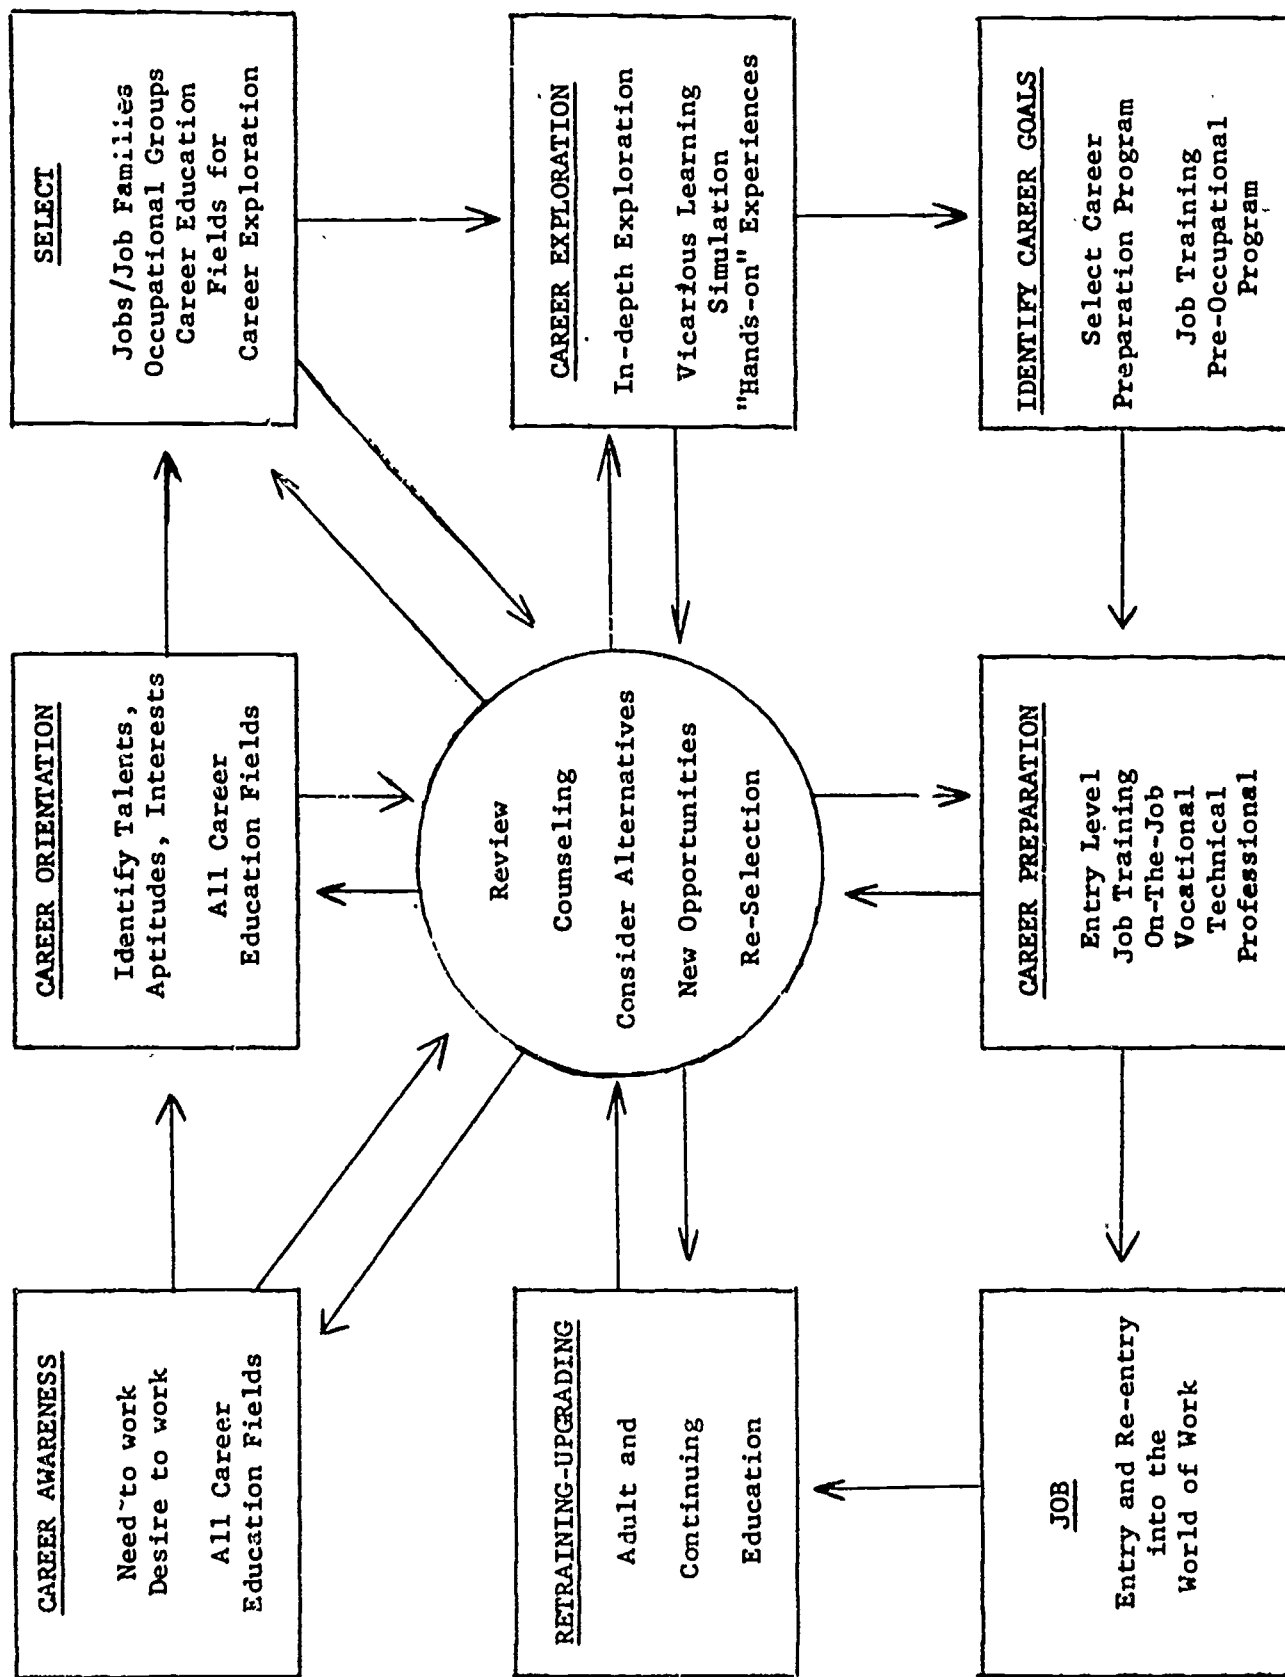 CAREER AWARENESS
Need to work
Desire to work
All Career
Education Fields
CAREER ORIENTATION
Identify Talents,
Aptitudes, Interests
All Career
Education Fields
SELECT
Jobs/Job Families
Occupational Groups
Career Education
Fields for
Career Exploration
RETRAINING-UPGRADING
Adult and
Continuing
Education
Review
Counseling
Consider Alternatives
New Opportunities
Re-Selection
CAREER EXPLORATION
In-depth Exploration
Vicarious Learning
Simulation
"Hands-on" Experiences
JOB
Entry and Re-entry
into the
World of Work
CAREER PREPARATION
Entry Level
Job Training
On-The-Job
Vocational
Technical
Professional
IDENTIFY CAREER GOALS
Select Career
Preparation Program
Job Training
Pre-Occupational
Program